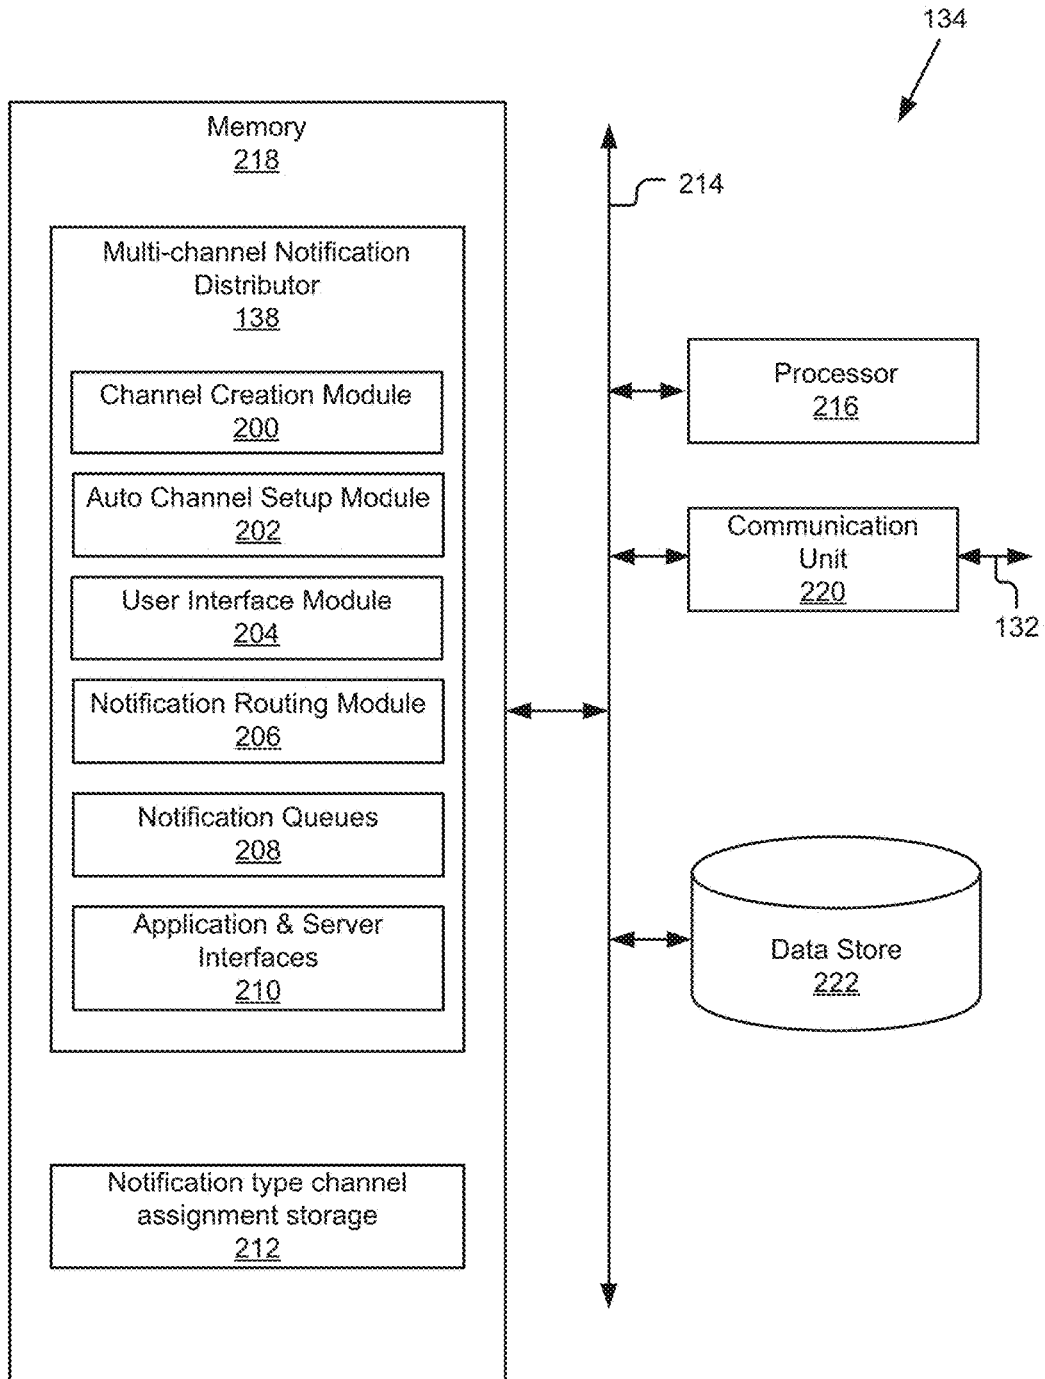 134
Memory
218
214
Multi-channel Notification
Distributor
138
Channel Creation Module
200
Auto Channel Setup Module
202
User Interface Module
204
Notification Routing Module
206
Notification Queues
208
Application & Server
Interfaces
210
Notification type channel
assignment storage
212
Processor
216
Communication
Unit
220
132
Data Store
222